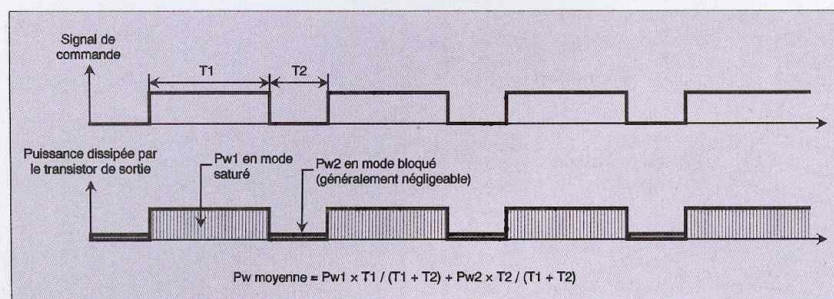 Signal de
commande
T1
T2
Puissance dissipée par
le transistor de sortie
Pw1 en mode
saturé
Pw2 en mode bloqué
(généralement négligeable)
Pw moyenne = Pw1 x T1 / (T1 + T2) + Pw2 x T2 / (T1 + T2)